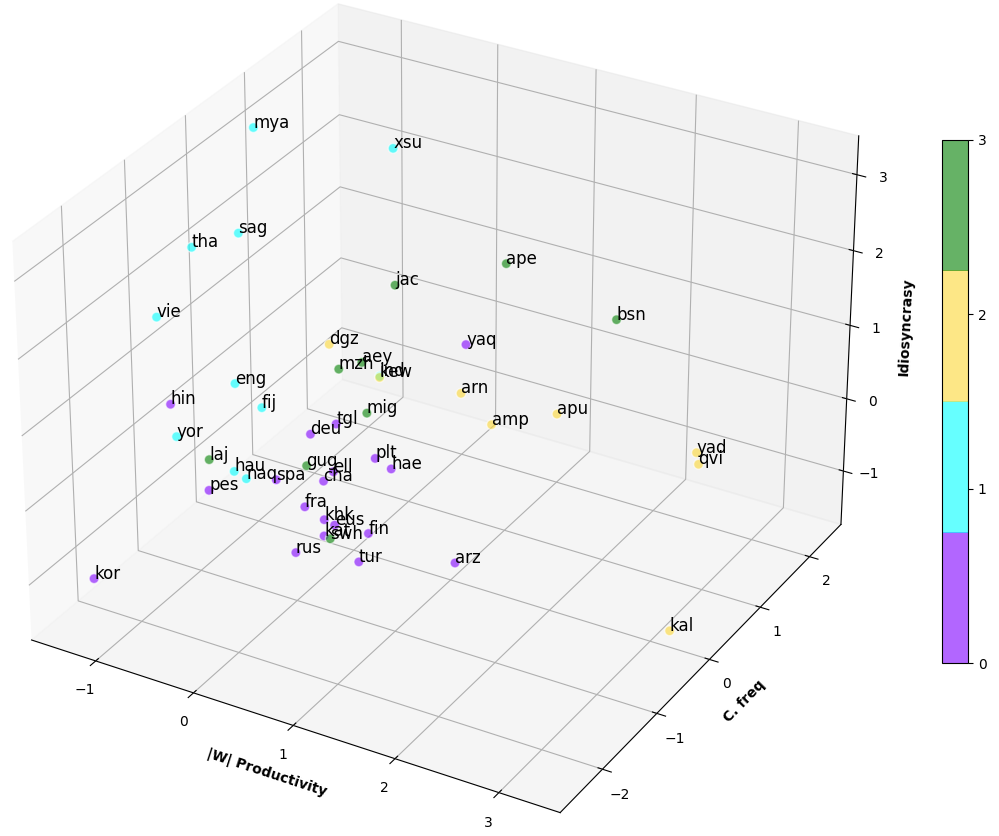 mya
xsu
sag
tha
ape
jac
vie
bsn
dgz
yaq
aey
mzh
kew
eng
arn
hin
fij
mig
apu
tgl
amp
deu
yor
plt
yad
laj
gug
qvi
hau
ell
hae
naq
spa
cha
pes
fra
khk
eus
fin
kat
swh
rus
tur
arz
kor
kal
3
2
1
0
−1
Idiosyncrasy
2
1
0
−1
−2
C. freq
−1
0
1
2
3
|W| Productivity
3
2
1
0